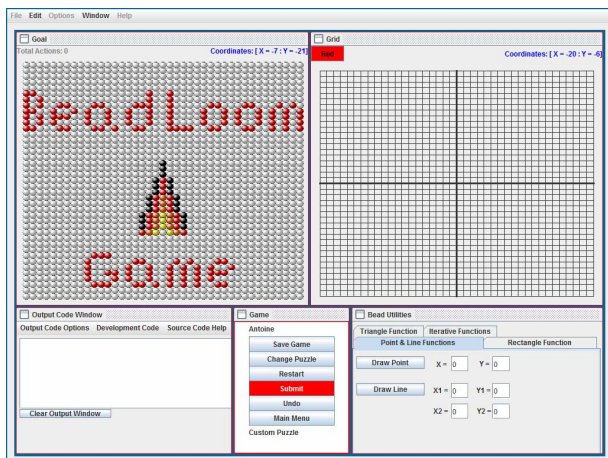 File Edit Options Window Help
Goal
Total Actions: 0 Coordinates: [ X = -7 : Y = -21]
BeadLoom
Game
Grid
Red Coordinates: [ X = -20 : Y = -6]
Output Code Window
Output Code Options Development Code Source Code Help
Clear Output Window
Game
Antoine
Save Game
Change Puzzle
Restart
Submit
Undo
Main Menu
Custom Puzzle
Bead Utilities
Triangle Function Iterative Functions
Point & Line Functions Rectangle Function
Draw Point X = 0 Y = 0
Draw Line X1 = 0 Y1 = 0
X2 = 0 Y2 = 0